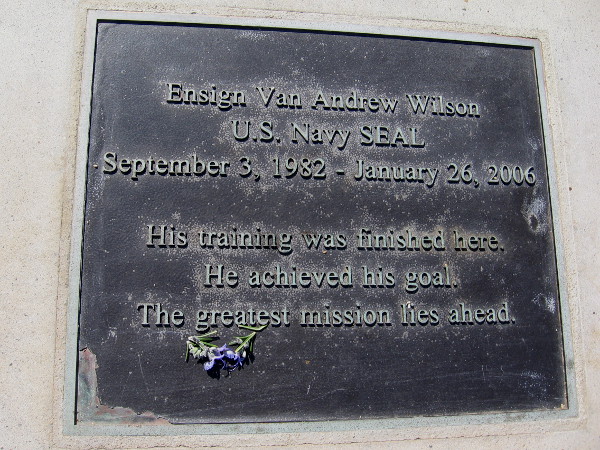 Ensign Van Andrew Wilson
U.S. Navy SEAL
September 3, 1982 - January 26, 2006
His training was finished here.
He achieved his goal.
The greatest mission lies ahead.